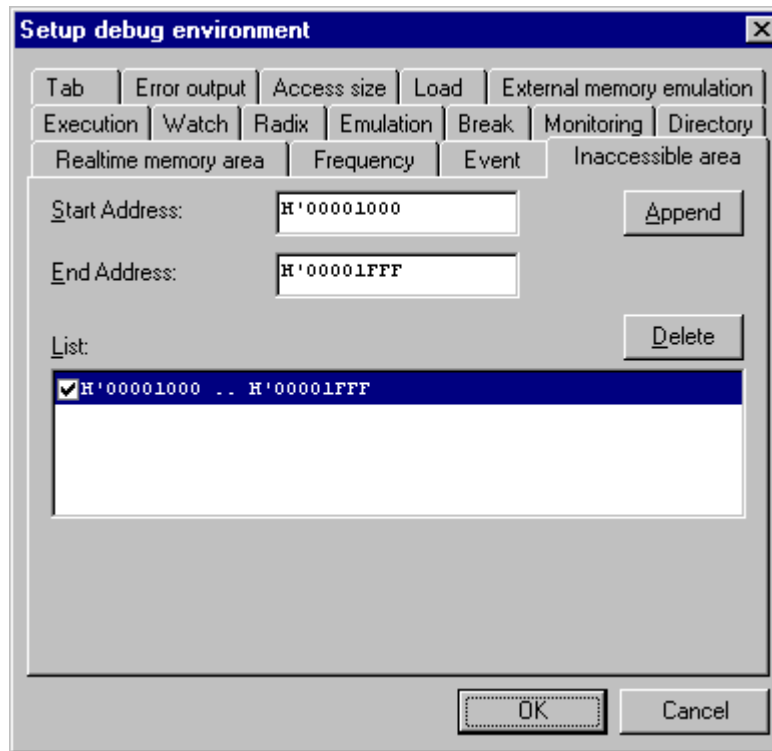 Setup debug environment
Tab Error output Access size Load External memory emulation
Execution Watch Radix Emulation Break Monitoring Directory
Realtime memory area Frequency Event Inaccessible area
Start Address: H'00001000 Append
End Address: H'00001FFF
List: Delete
H'00001000 .. H'00001FFF
OK Cancel